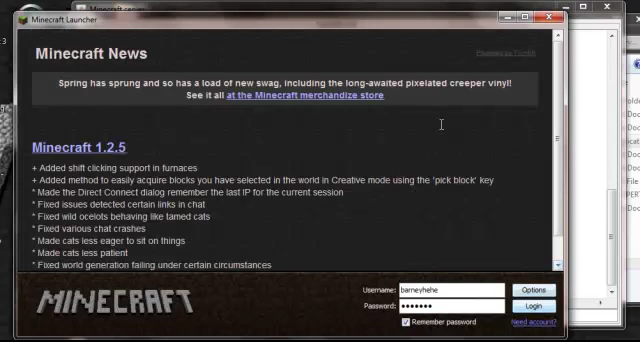 Minecraft server
Minecraft Launcher
Minecraft News
Powered by Tumblr
Spring has sprung and so has a load of new swag, including the long-awaited pixelated creeper vinyl!
See it all at the Minecraft merchandize store
Minecraft 1.2.5
+ Added shift clicking support in furnaces
+ Added method to easily acquire blocks you have selected in the world in Creative mode using the 'pick block' key
* Made the Direct Connect dialog remember the last IP for the current session
* Fixed issues detected certain links in chat
* Fixed wild ocelots behaving like tamed cats
* Fixed various chat crashes
* Made cats less eager to sit on things
* Made cats less patient
* Fixed world generation failing under certain circumstances
MINECRAFT
Username: barneyhehe Options
Password: ••••••• Login
Remember password Need account?